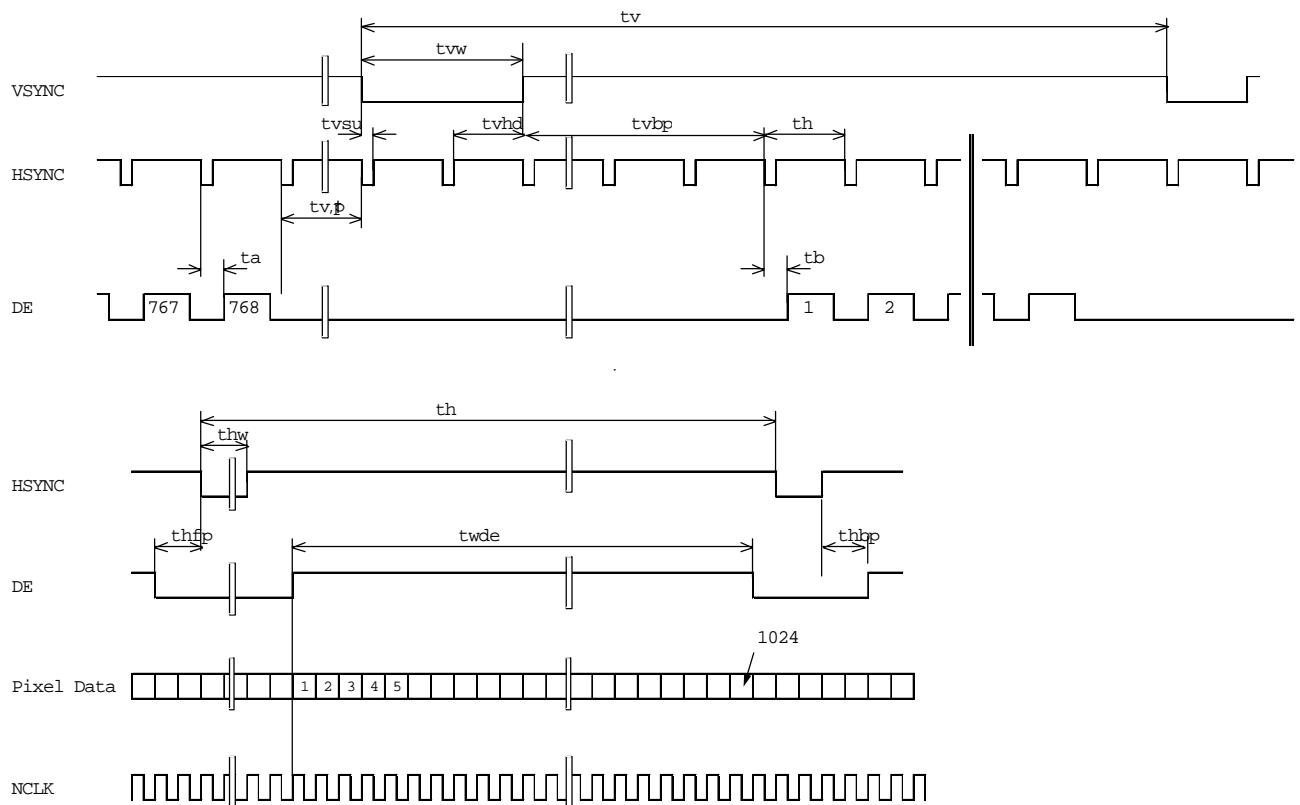 tv
tvw
VSYNC
tvsu
tvhd
tvbp
th
HSYNC
ta
tb
DE
767
768
1
2
th
thw
HSYNC
thfp
twde
thbp
DE
1024
Pixel Data
1 2 3 4 5
NCLK